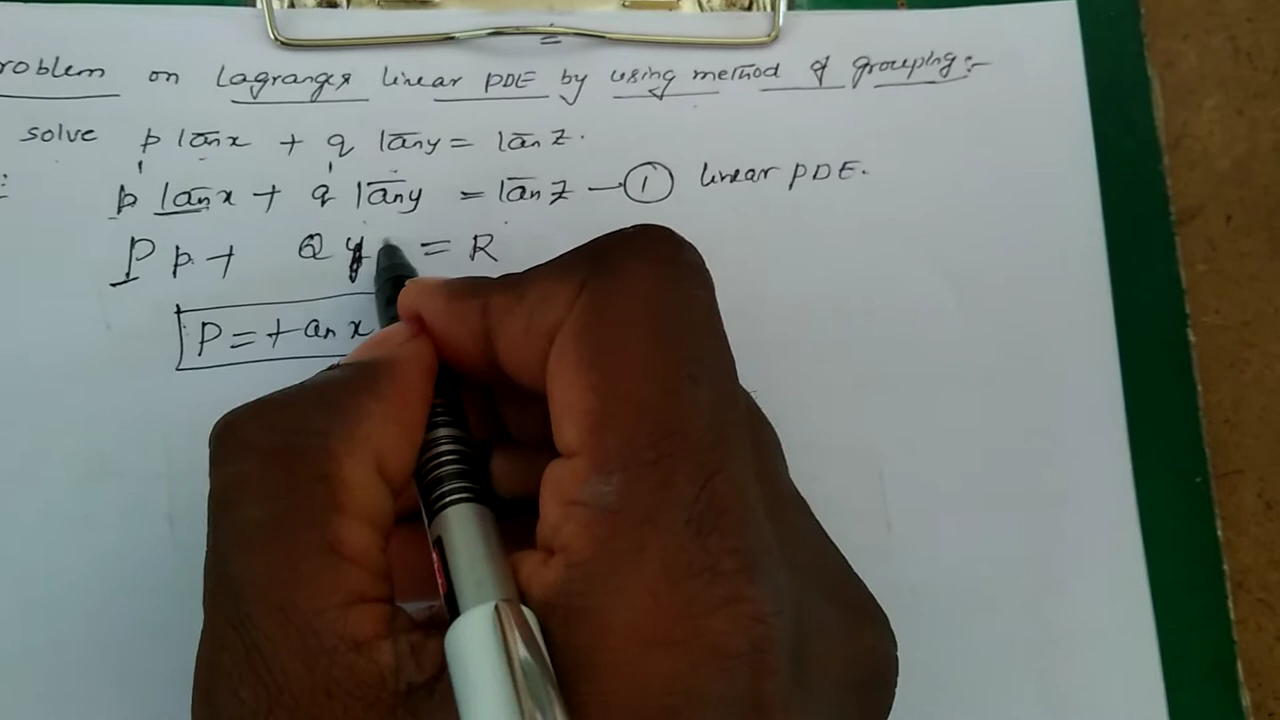 roblem on Lagranges linear PDE by using method of grouping:-
solve p tanx + q tany = tanz.
: p tanx + q tany = tanz — ① linear PDE.
P p + Q = R
P = tan x